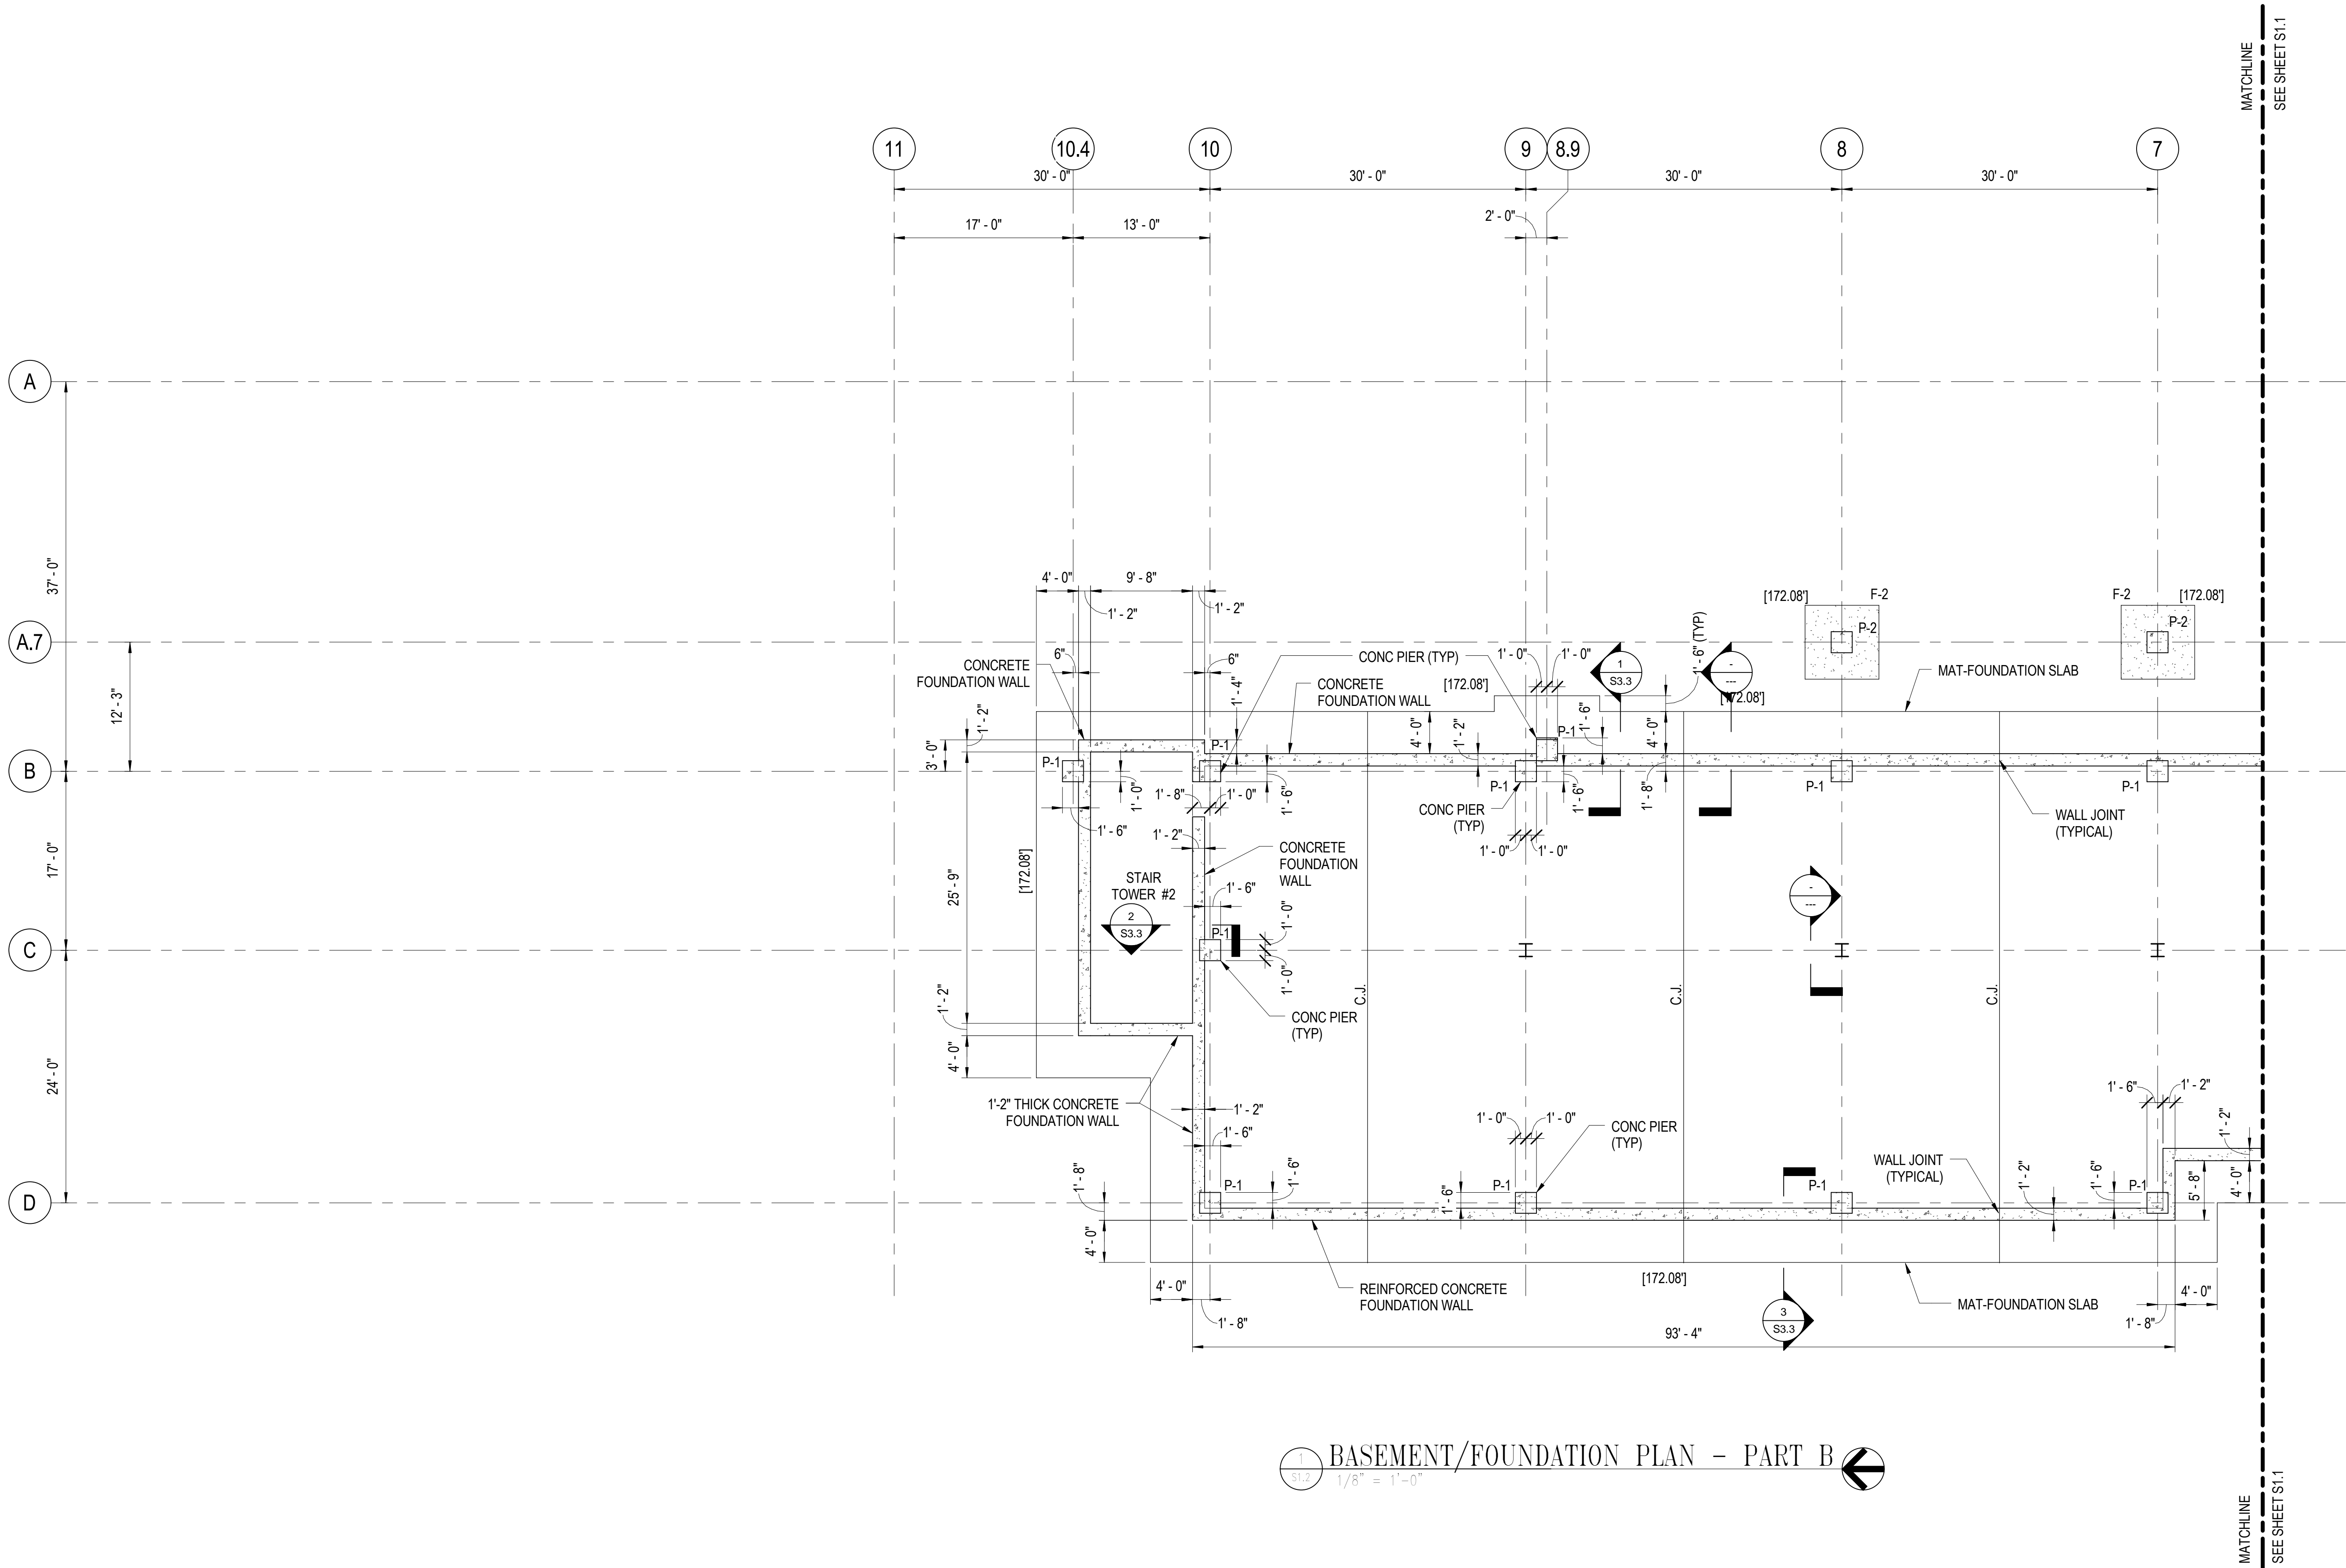 MATCHLINE
SEE SHEET S1.1
11
10.4
10
9
8.9
8
7
30' - 0"
30' - 0"
30' - 0"
30' - 0"
2' - 0"
17' - 0"
13' - 0"
A
37' - 0"
4' - 0"
9' - 8"
1' - 2"
1' - 2"
[172.08']
F-2
F-2
[172.08']
A.7
P-2
P-2
1' - 6" (TYP)
6"
6"
CONC PIER (TYP)
1' - 0"
1' - 0"
1
S3.3
-
---
CONCRETE
FOUNDATION WALL
MAT-FOUNDATION SLAB
CONCRETE
FOUNDATION WALL
[172.08']
[172.08']
12' - 3"
1' - 2"
1' - 4"
4' - 0"
1' - 2"
1' - 6"
4' - 0"
P-1
3' - 0"
P-1
P-1
B
1' - 0"
1' - 6"
P-1
1' - 6"
1' - 8"
P-1
P-1
1' - 8"
1' - 0"
CONC PIER
(TYP)
WALL JOINT
(TYPICAL)
1' - 6"
1' - 2"
1' - 0"
1' - 0"
17' - 0"
[172.08']
CONCRETE
FOUNDATION
WALL
25' - 9"
STAIR
TOWER #2
2
S3.3
1' - 6"
-
---
1' - 0"
P-1
C
1' - 0"
C.J.
C.J.
C.J.
1' - 2"
CONC PIER
(TYP)
4' - 0"
24' - 0"
1'-2" THICK CONCRETE
FOUNDATION WALL
1' - 2"
1' - 6"
1' - 0"
1' - 0"
CONC PIER
(TYP)
1' - 6"
1' - 2"
1' - 2"
WALL JOINT
(TYPICAL)
1' - 8"
1' - 6"
1' - 6"
1' - 2"
1' - 6"
5' - 8"
4' - 0"
P-1
P-1
P-1
P-1
D
4' - 0"
4' - 0"
1' - 8"
REINFORCED CONCRETE
FOUNDATION WALL
[172.08']
3
S3.3
MAT-FOUNDATION SLAB
4' - 0"
1' - 8"
93' - 4"
1
S1.2
BASEMENT/FOUNDATION PLAN - PART B
1/8" = 1'-0"
MATCHLINE
SEE SHEET S1.1